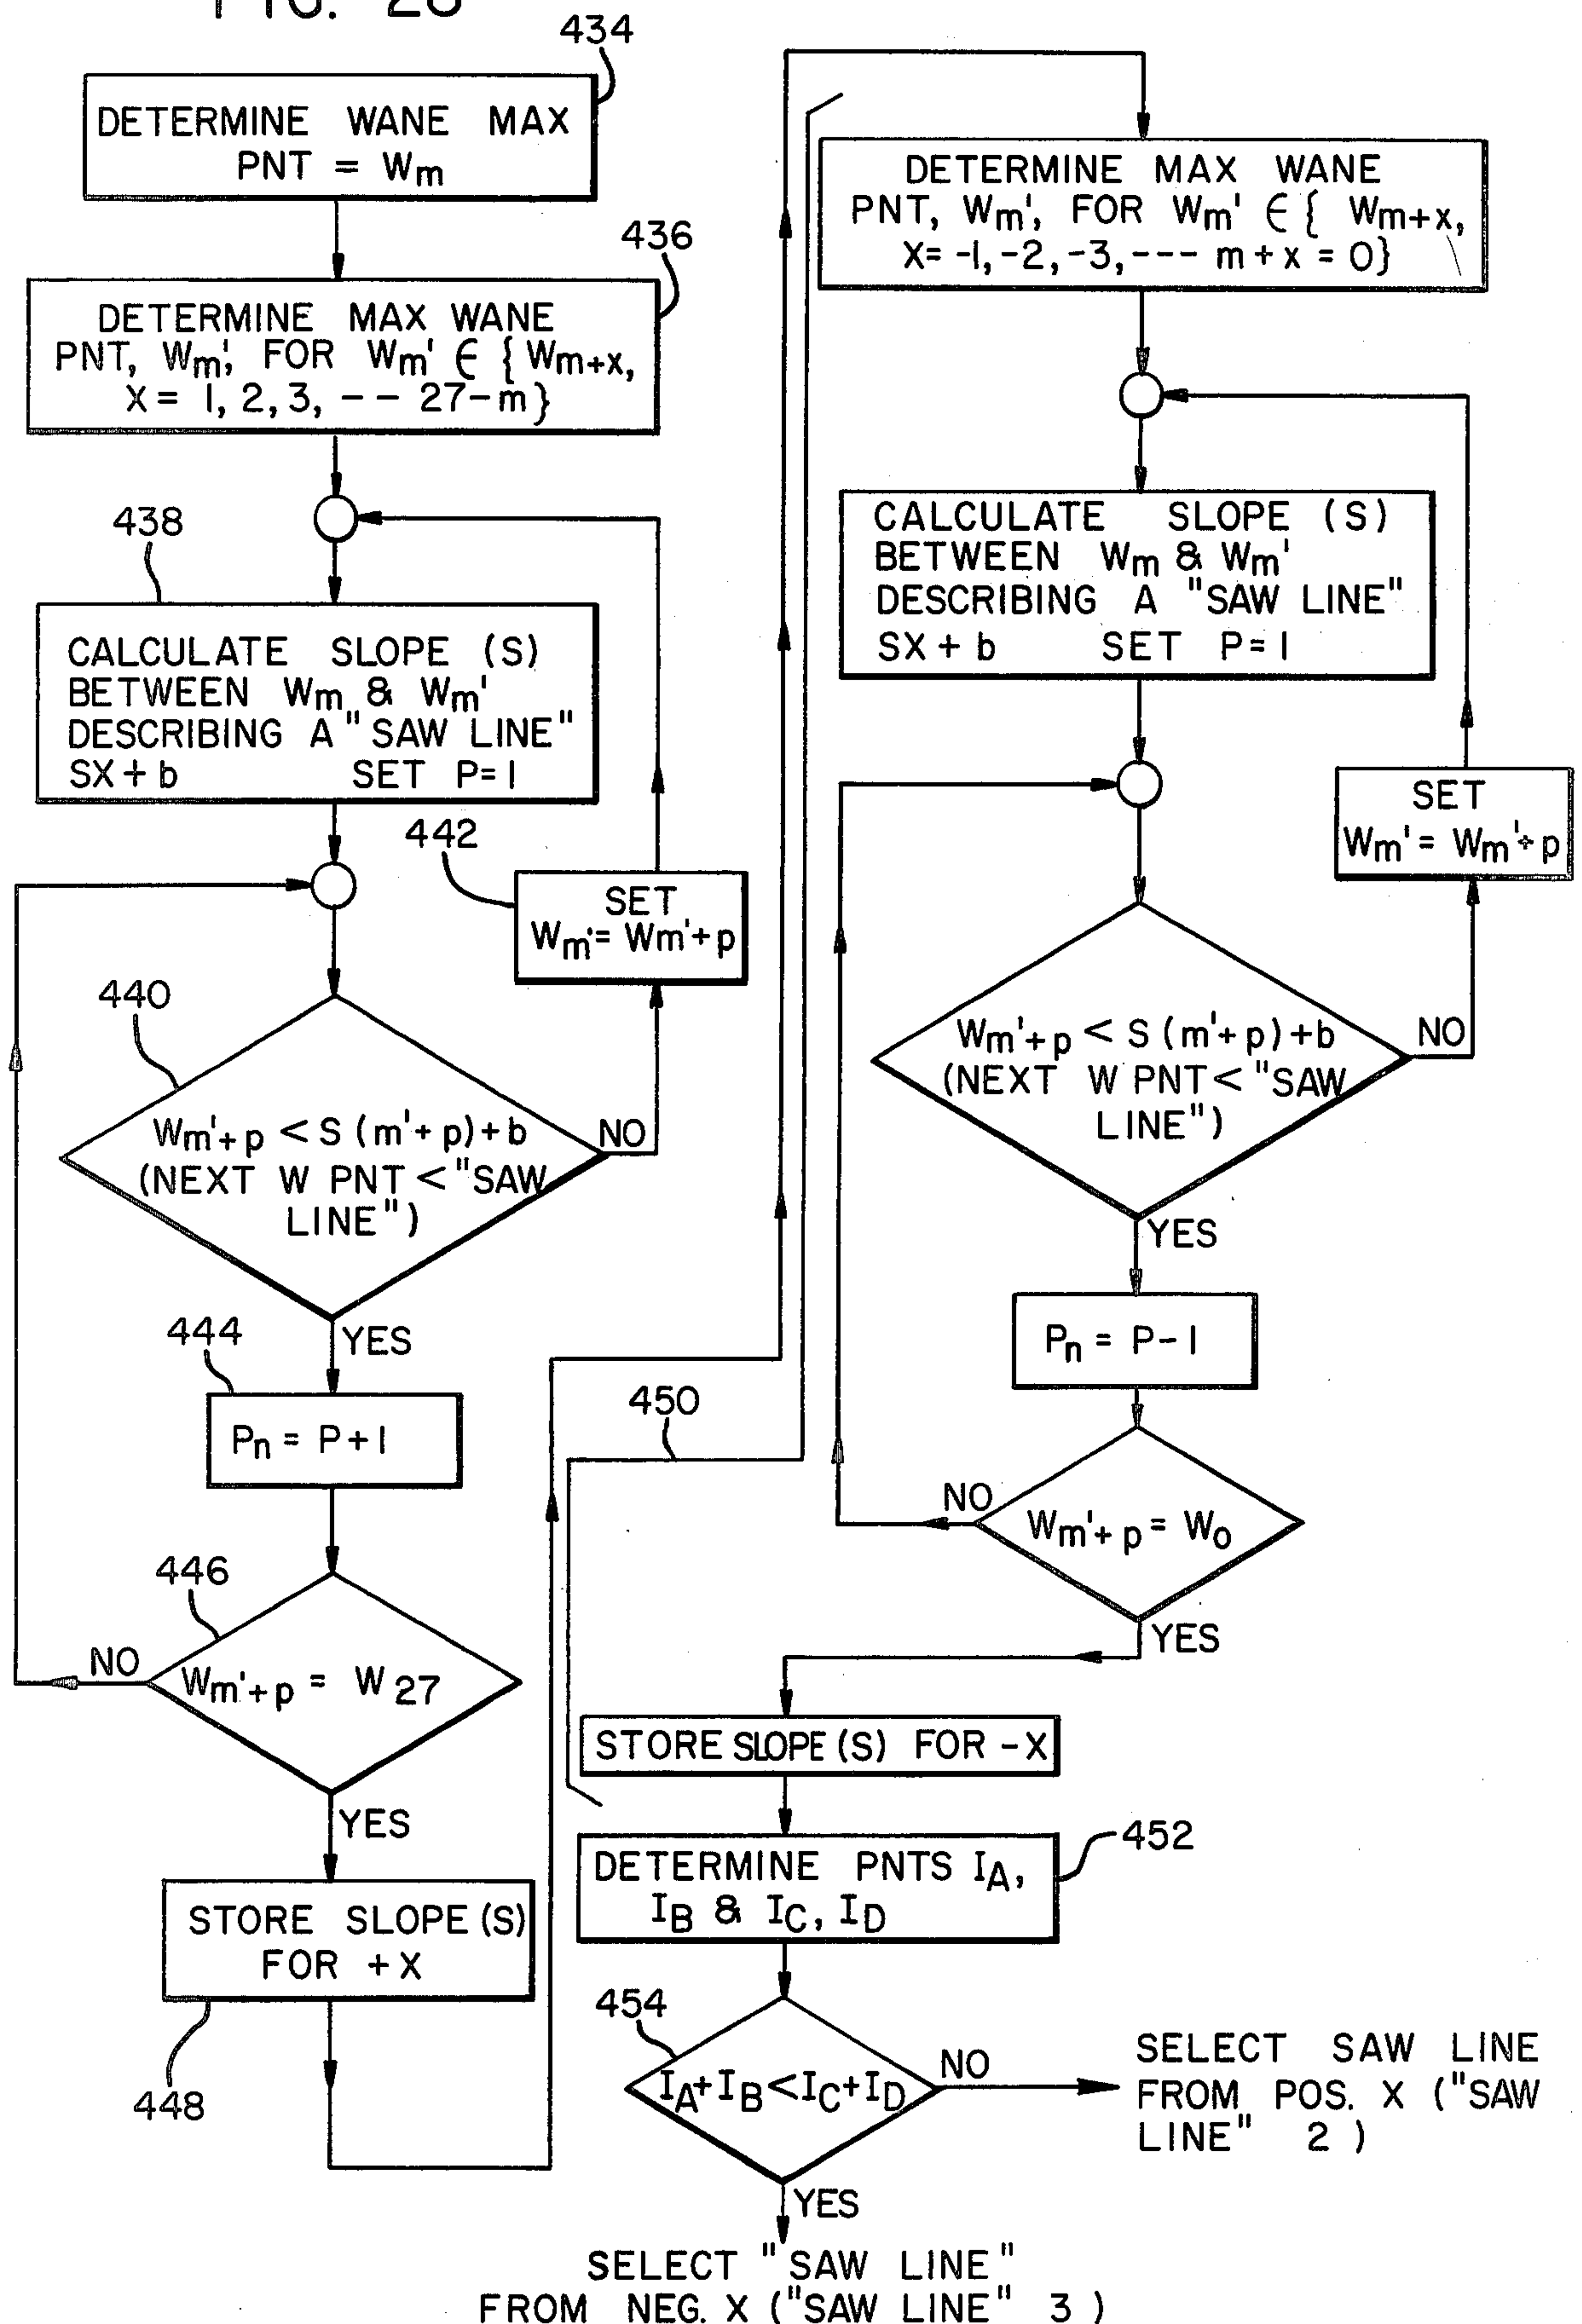 FIG. 28
434
DETERMINE WANE MAX
PNT = Wm
436
DETERMINE MAX WANE
PNT, Wm', FOR Wm' ∈ { Wm+x,
X = 1, 2, 3, -- 27-m}
438
CALCULATE SLOPE (S)
BETWEEN Wm & Wm'
DESCRIBING A "SAW LINE"
SX + b SET P=1
442
SET
Wm' = Wm'+p
440
Wm'+p < S (m'+p)+b
(NEXT W PNT < "SAW
LINE")
NO
YES
444
Pn = P+1
446
Wm'+p = W27
NO
YES
STORE SLOPE (S)
FOR +X
448
450
DETERMINE MAX WANE
PNT, Wm', FOR Wm' ∈ { Wm+x,
X= -1, -2, -3, --- m+x = 0}
CALCULATE SLOPE (S)
BETWEEN Wm & Wm'
DESCRIBING A "SAW LINE"
SX + b SET P=1
SET
Wm' = Wm'+p
Wm'+p < S (m'+p)+b
(NEXT W PNT < "SAW
LINE")
NO
YES
Pn = P-1
Wm'+p = Wo
NO
YES
STORE SLOPE (S) FOR -X
452
DETERMINE PNTS IA,
IB & IC, ID
454
IA+IB<IC+ID
NO
SELECT SAW LINE
FROM POS. X ("SAW
LINE" 2 )
YES
SELECT "SAW LINE"
FROM NEG. X ("SAW LINE" 3 )